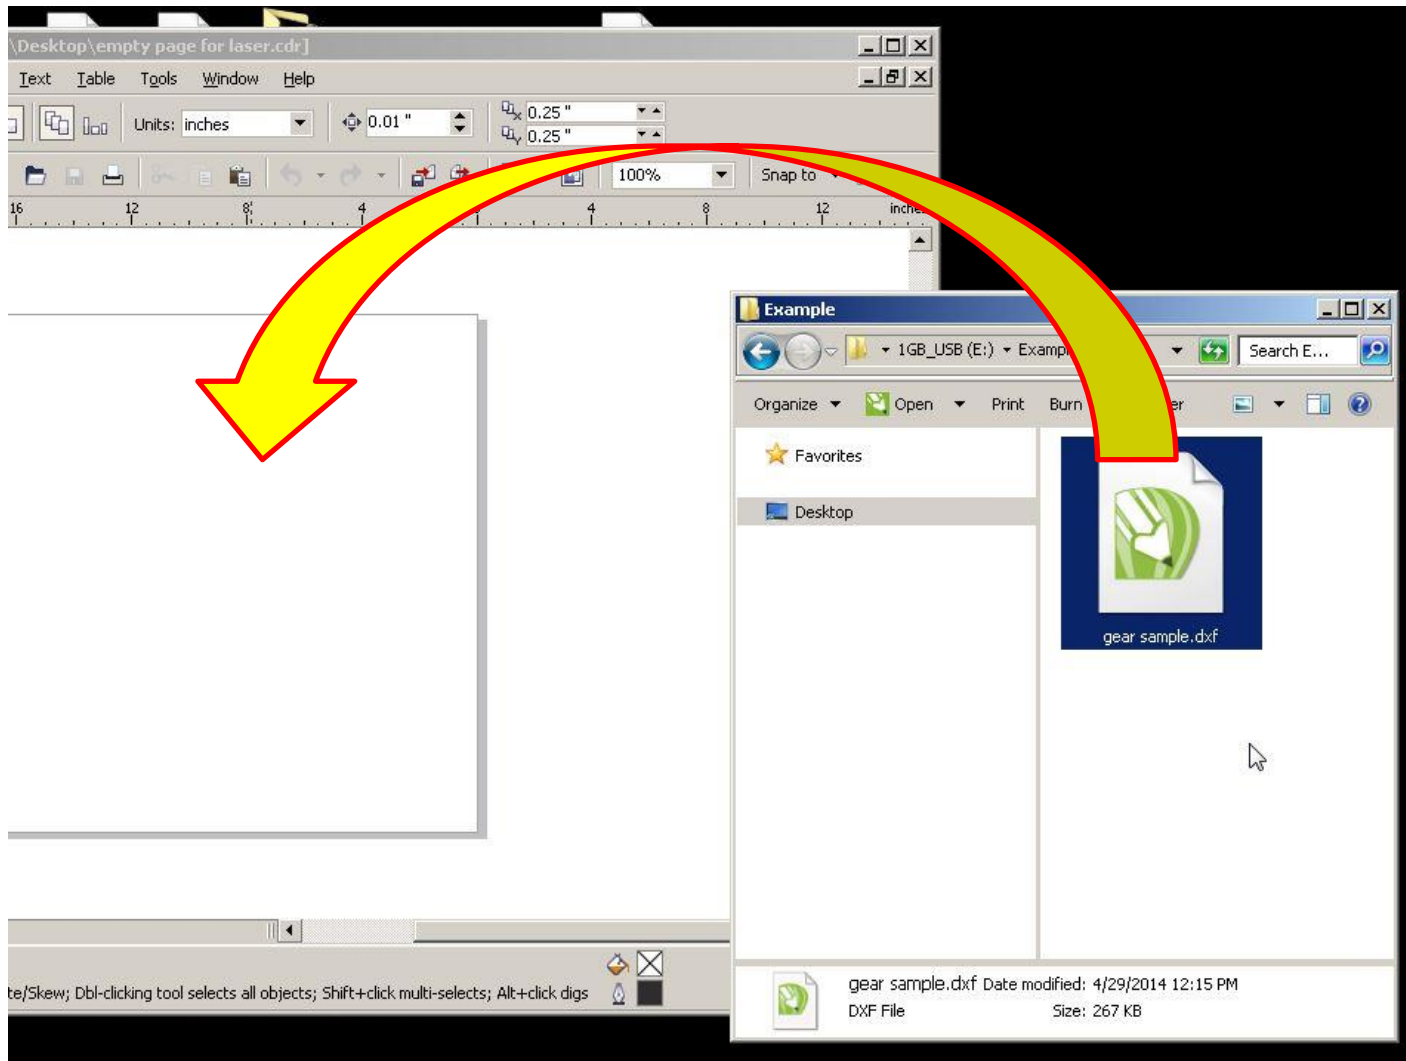 \Desktop\empty page for laser.cdr]
Text Table Tools Window Help
Units: inches 0.01 " x 0.25 "
y 0.25 "
100% Snap to
16 12 8 4 4 8 12
Example
1GB_USB (E:) Search E...
Organize Open Print Burn
Favorites
Desktop
gear sample.dxf
te/Skew; Dbl-clicking tool selects all objects; Shift+click multi-selects; Alt+click digs
gear sample.dxf Date modified: 4/29/2014 12:15 PM
DXF File Size: 267 KB